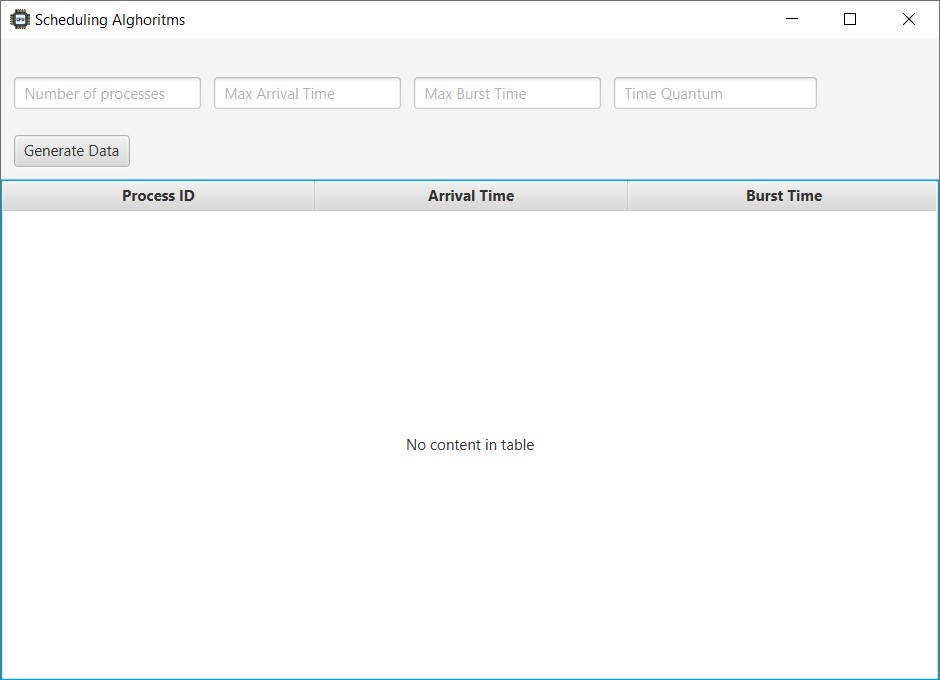 Scheduling Alghoritms
Number of processes Max Arrival Time Max Burst Time Time Quantum
Generate Data
Process ID Arrival Time Burst Time
No content in table